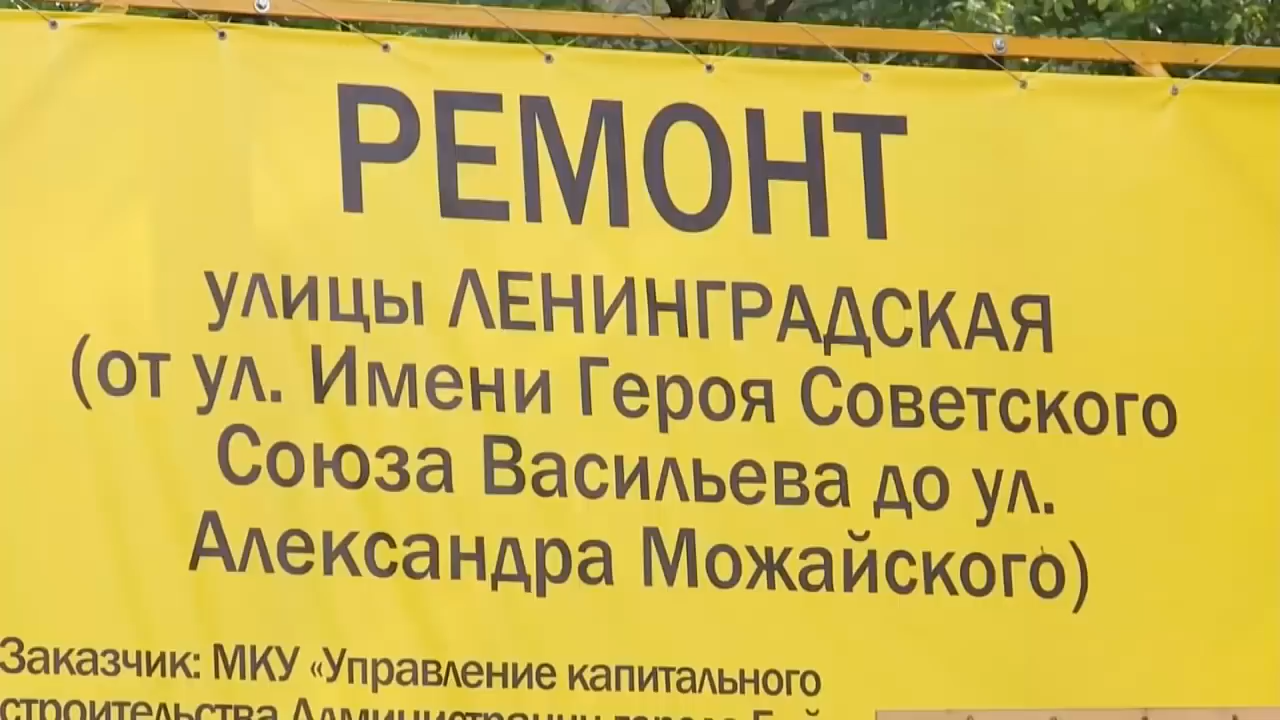 РЕМОНТ
улицы ЛЕНИНГРАДСКАЯ
(от ул. Имени Героя Советского
Союза Васильева до ул.
Александра Можайского)
Заказчик: МКУ «Управление капитального
строительства Администрации города